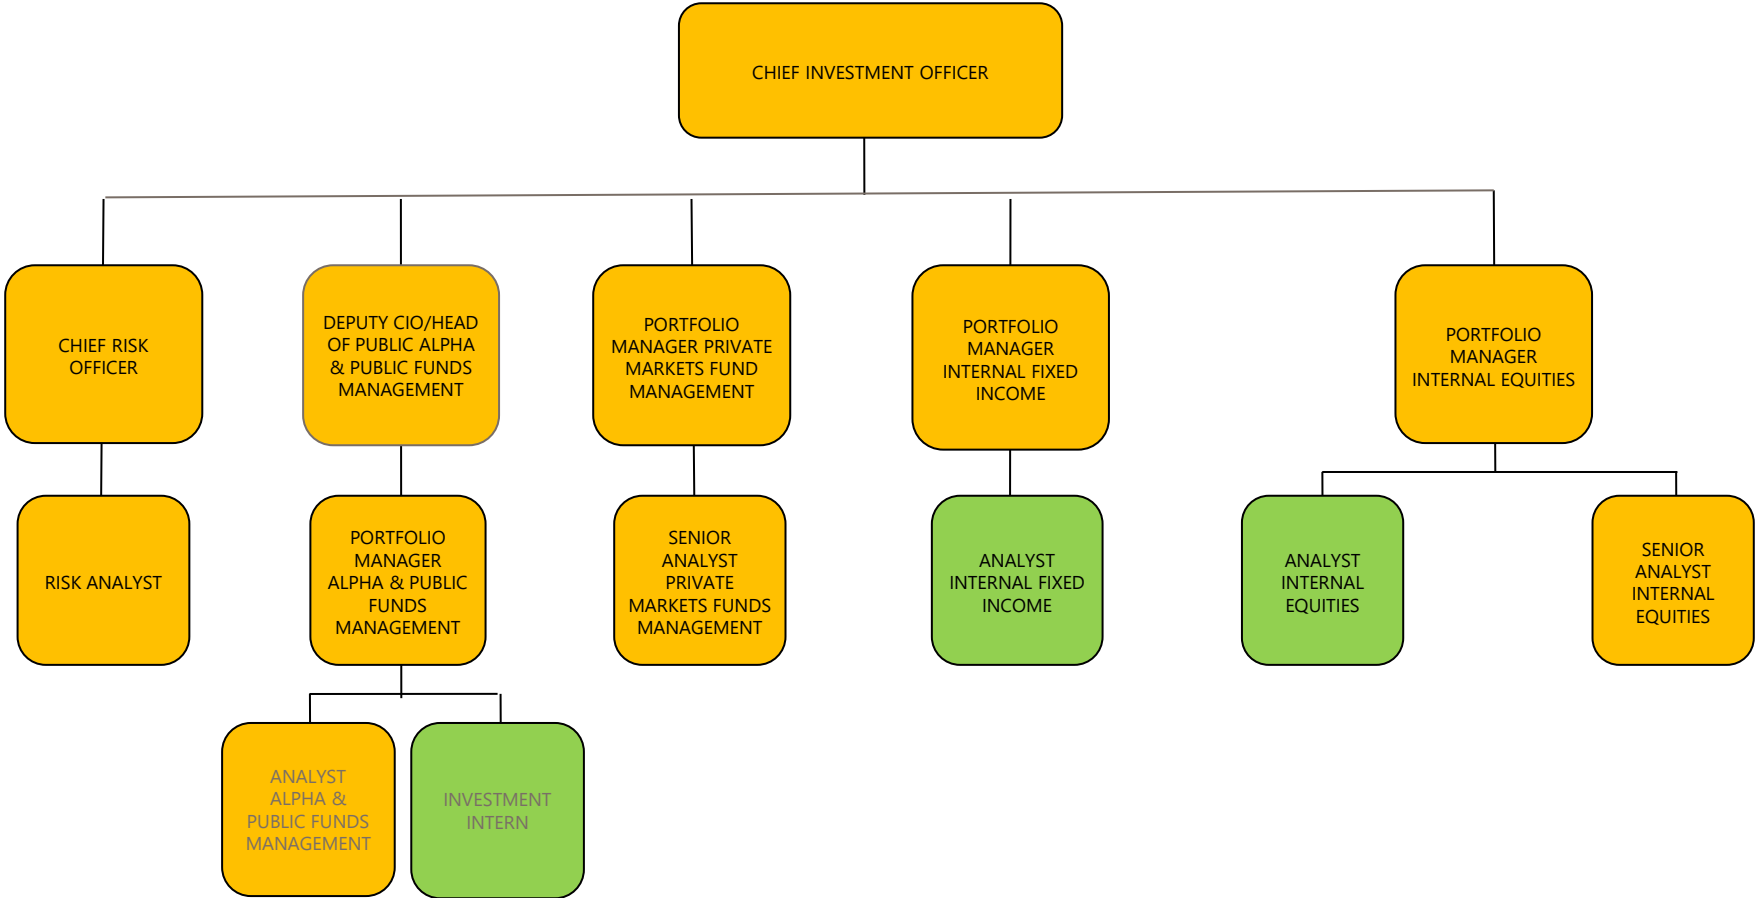 CHIEF INVESTMENT OFFICER
CHIEF RISK
OFFICER
DEPUTY CIO/HEAD
OF PUBLIC ALPHA
& PUBLIC FUNDS
MANAGEMENT
PORTFOLIO
MANAGER PRIVATE
MARKETS FUND
MANAGEMENT
PORTFOLIO
MANAGER
INTERNAL FIXED
INCOME
PORTFOLIO
MANAGER
INTERNAL EQUITIES
RISK ANALYST
PORTFOLIO
MANAGER
ALPHA & PUBLIC
FUNDS
MANAGEMENT
SENIOR
ANALYST
PRIVATE
MARKETS FUNDS
MANAGEMENT
ANALYST
INTERNAL FIXED
INCOME
ANALYST
INTERNAL
EQUITIES
SENIOR
ANALYST
INTERNAL
EQUITIES
ANALYST
ALPHA &
PUBLIC FUNDS
MANAGEMENT
INVESTMENT
INTERN